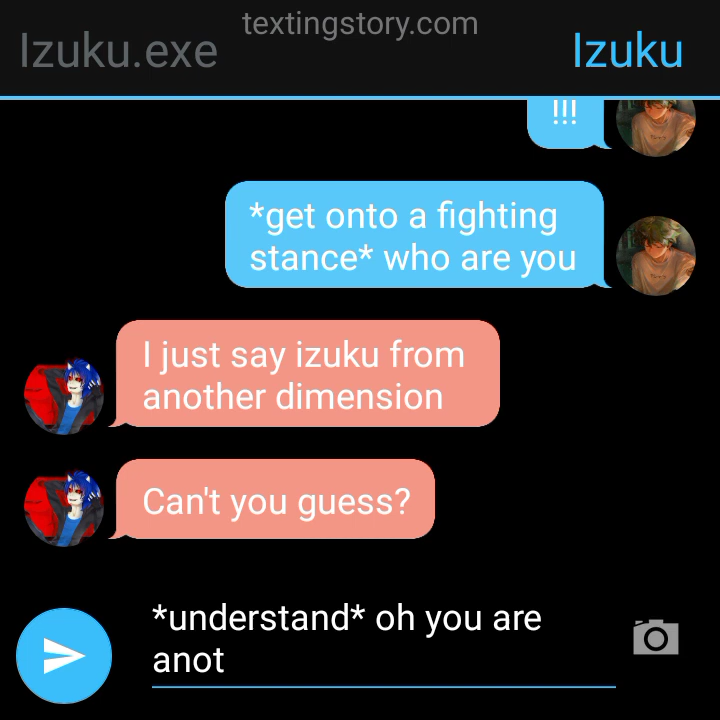 textingstory.com
Izuku.exe
Izuku
!!!
*get onto a fighting
stance* who are you
I just say izuku from
another dimension
Can't you guess?
*understand* oh you are
anot